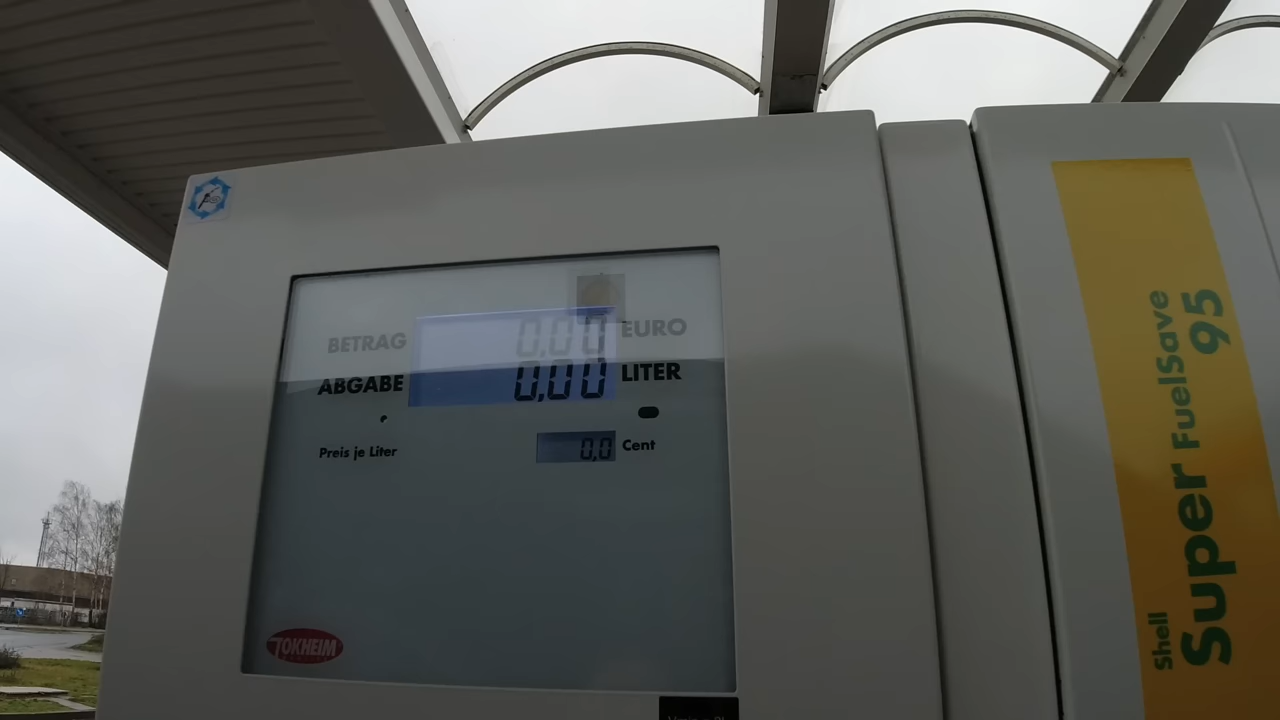 BETRAG 0,00 EURO
ABGABE 0,00 LITER
Preis je Liter 0,0 Cent
TOKHEIM
Shell
Super FuelSave
95